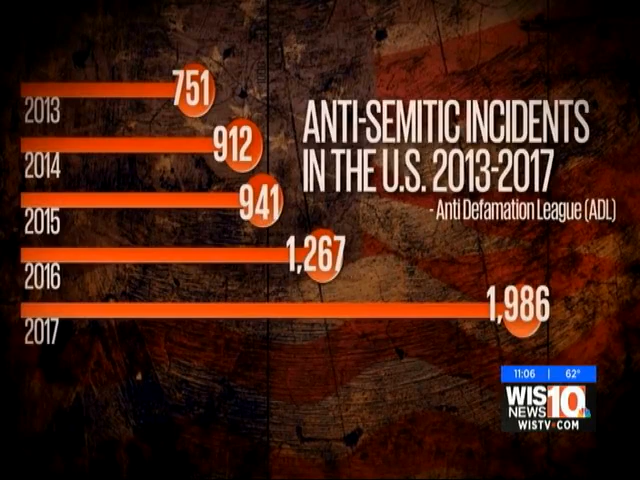 751
2013
912
2014
941
2015
1,267
2016
1,986
2017
ANTI-SEMITIC INCIDENTS
IN THE U.S. 2013-2017
- Anti Defamation League (ADL)
11:06 | 62°
WIS 10
NEWS
WISTV.COM